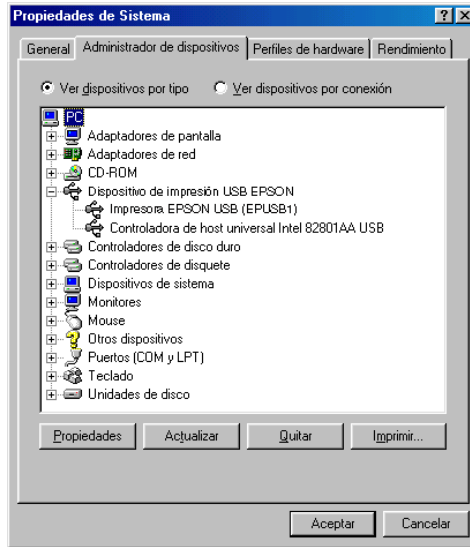 Propiedades de Sistema
General Administrador de dispositivos Perfiles de hardware Rendimiento
Ver dispositivos por tipo Ver dispositivos por conexión
PC
Adaptadores de pantalla
Adaptadores de red
CD-ROM
Dispositivo de impresión USB EPSON
Impresora EPSON USB (EPUSB1)
Controladora de host universal Intel 82801AA USB
Controladores de disco duro
Controladores de disquete
Dispositivos de sistema
Monitores
Mouse
Otros dispositivos
Puertos (COM y LPT)
Teclado
Unidades de disco
Propiedades Actualizar Quitar Imprimir...
Aceptar Cancelar